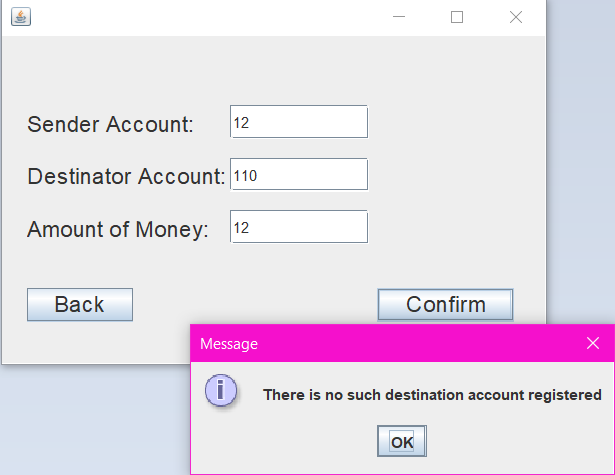 Sender Account: 12
Destinator Account: 110
Amount of Money: 12
Back Confirm
Message
There is no such destination account registered
OK